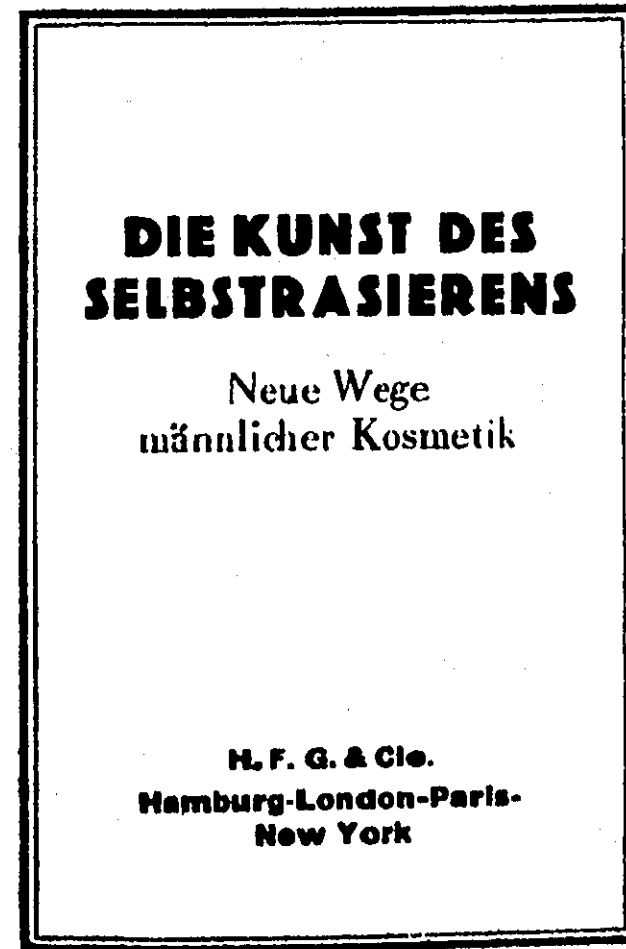 DIE KUNST DES
SELBSTRASIERENS
Neue Wege
männlicher Kosmetik
H. F. G. & Cie.
Hamburg-London-Paris-
New York